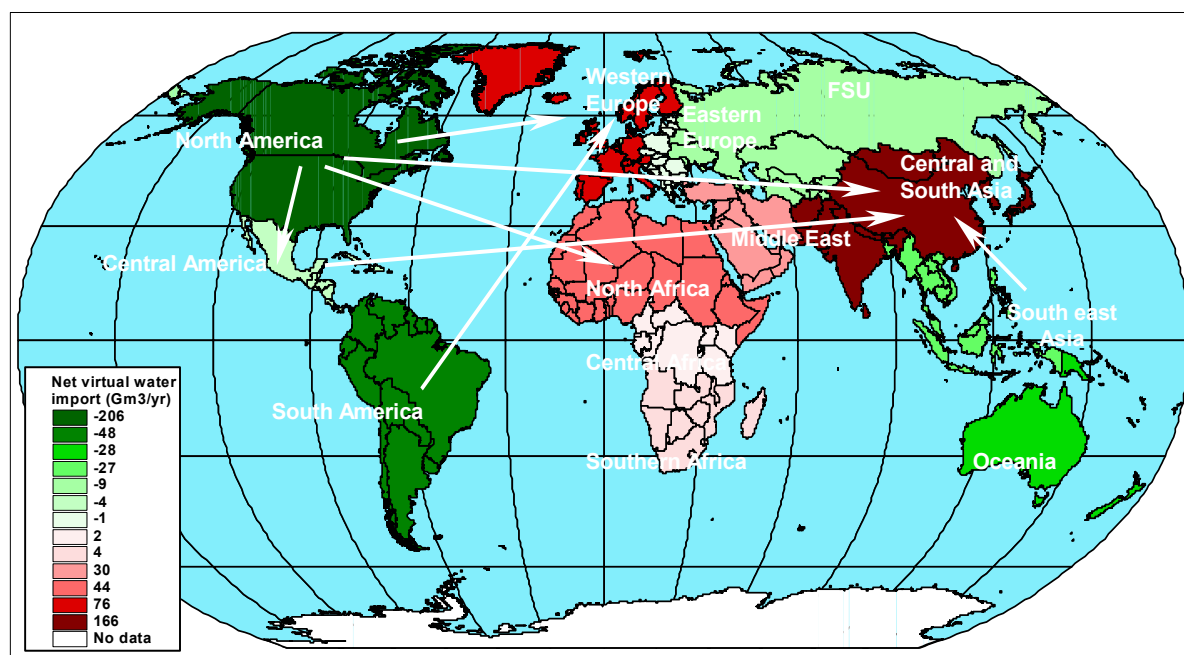 Western
Europe
FSU
Eastern
Europe
North America
Central and
South Asia
Middle East
Central America
North Africa
South east
Asia
Central Africa
South America
Southern Africa
Oceania
Net virtual water
import (Gm3/yr)
-206
-48
-28
-27
-9
-4
-1
2
4
30
44
76
166
No data